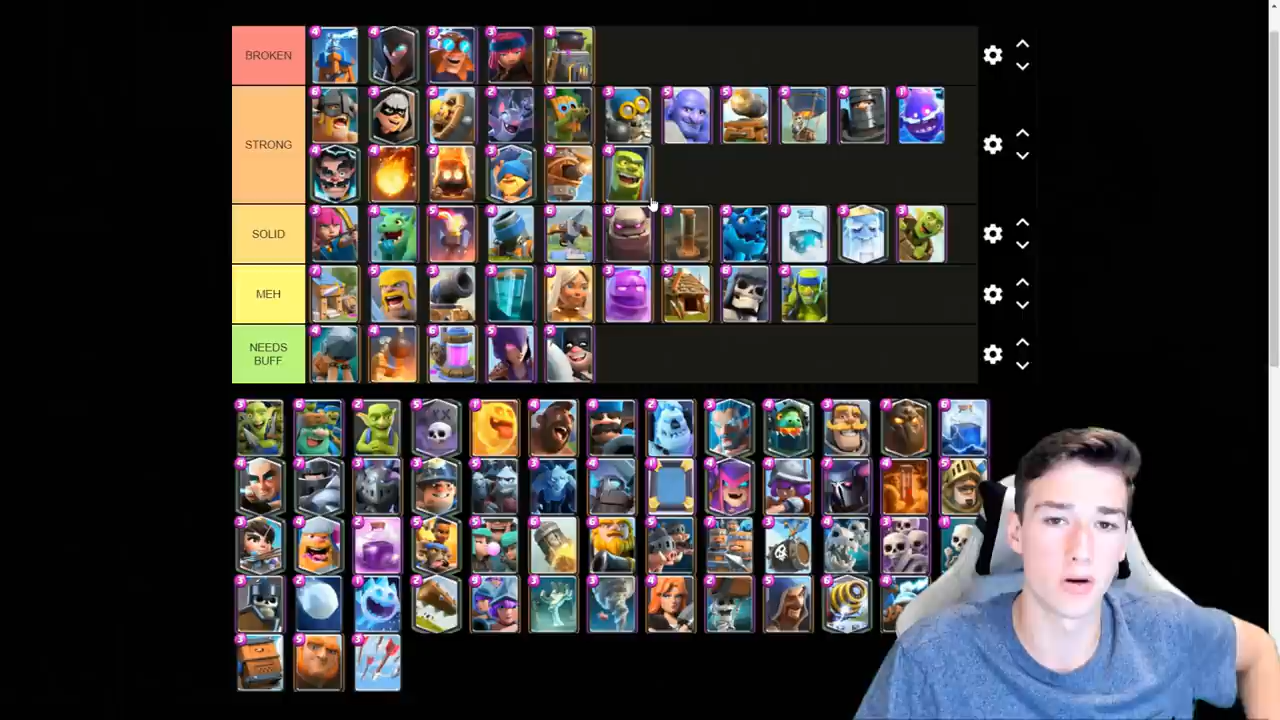 BROKEN
STRONG
SOLID
MEH
NEEDS
BUFF